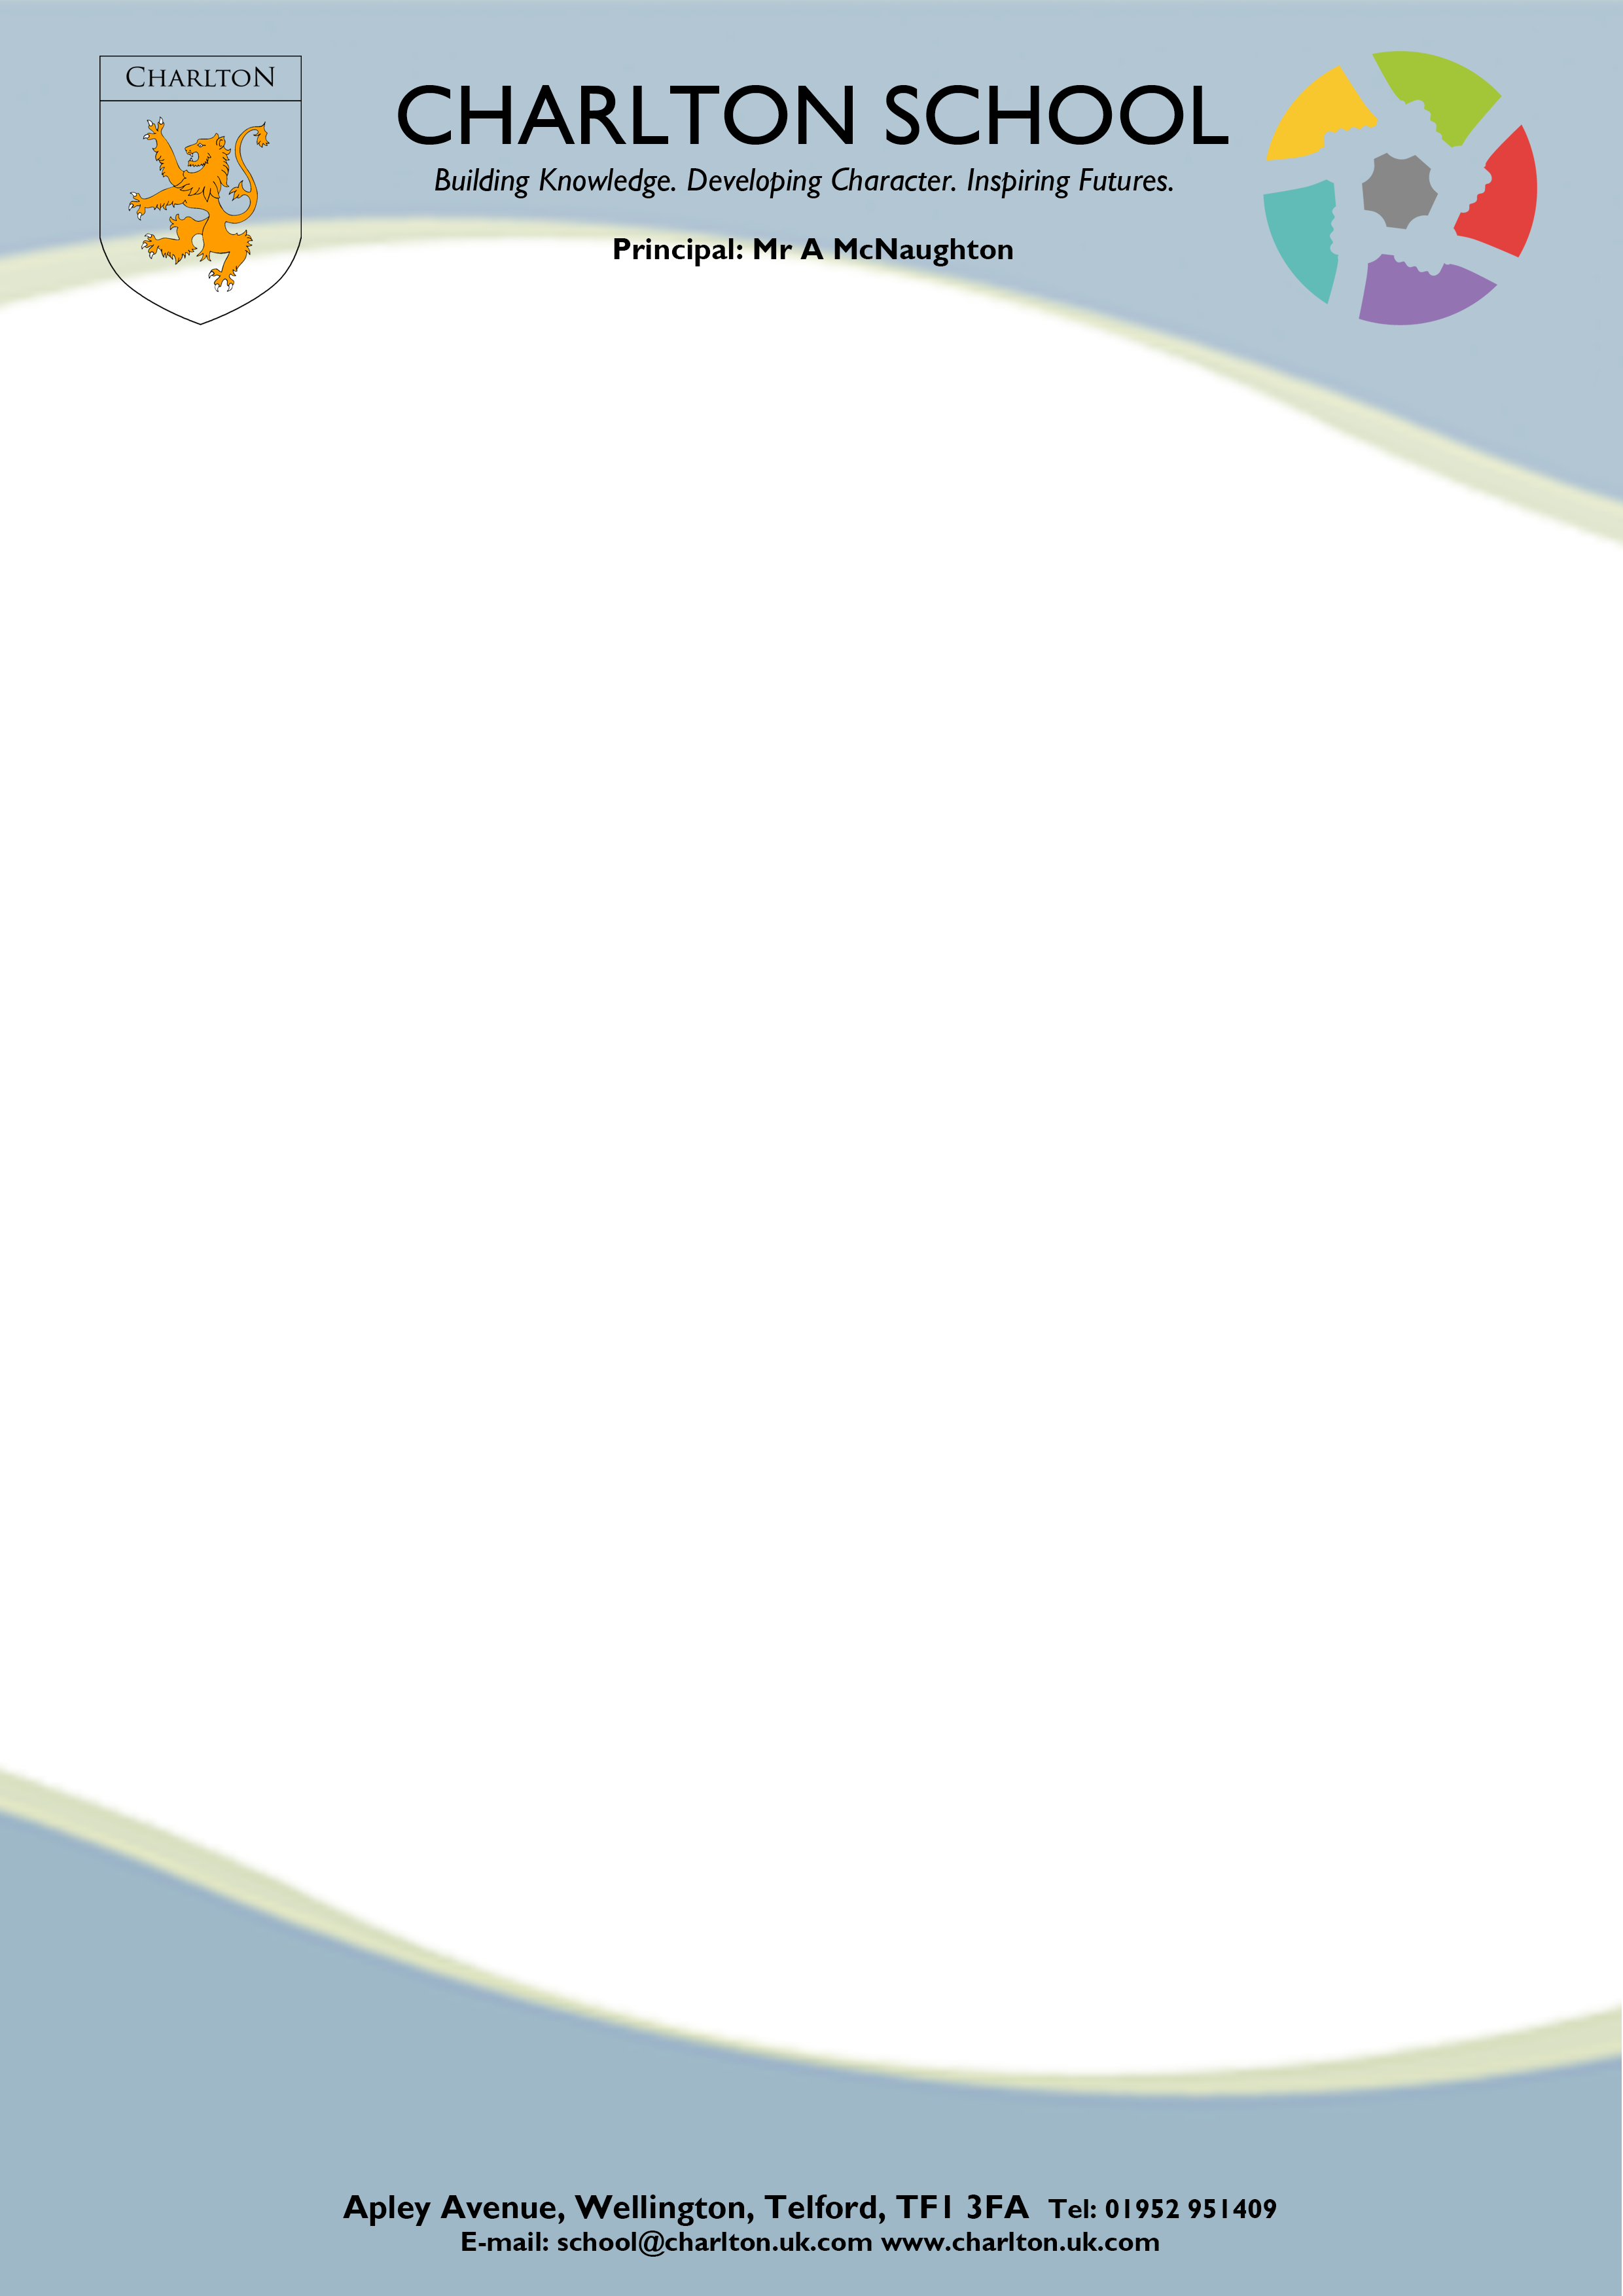 CHARLTON
CHARLTON SCHOOL
Building Knowledge. Developing Character. Inspiring Futures.
Principal: Mr A McNaughton
Apley Avenue, Wellington, Telford, TF1 3FA Tel: 01952 951409
E-mail: school@charlton.uk.com www.charlton.uk.com